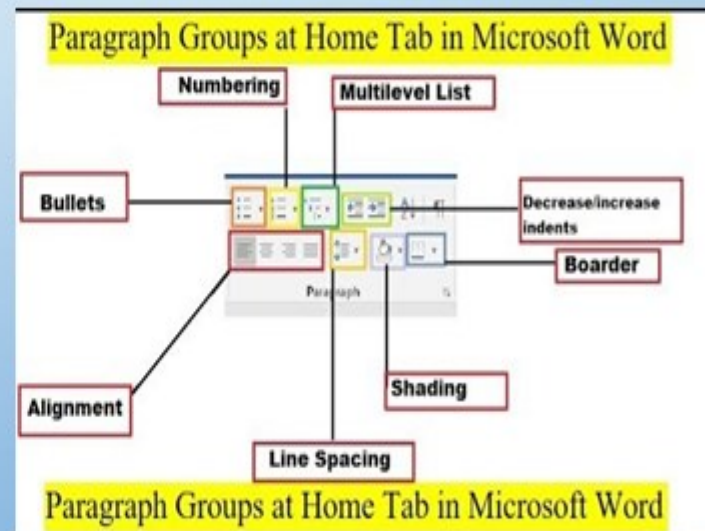 Paragraph Groups at Home Tab in Microsoft Word
Numbering
Multilevel List
Bullets
Decrease/increase
indents
Boarder
Paragraph
Alignment
Shading
Line Spacing
Paragraph Groups at Home Tab in Microsoft Word